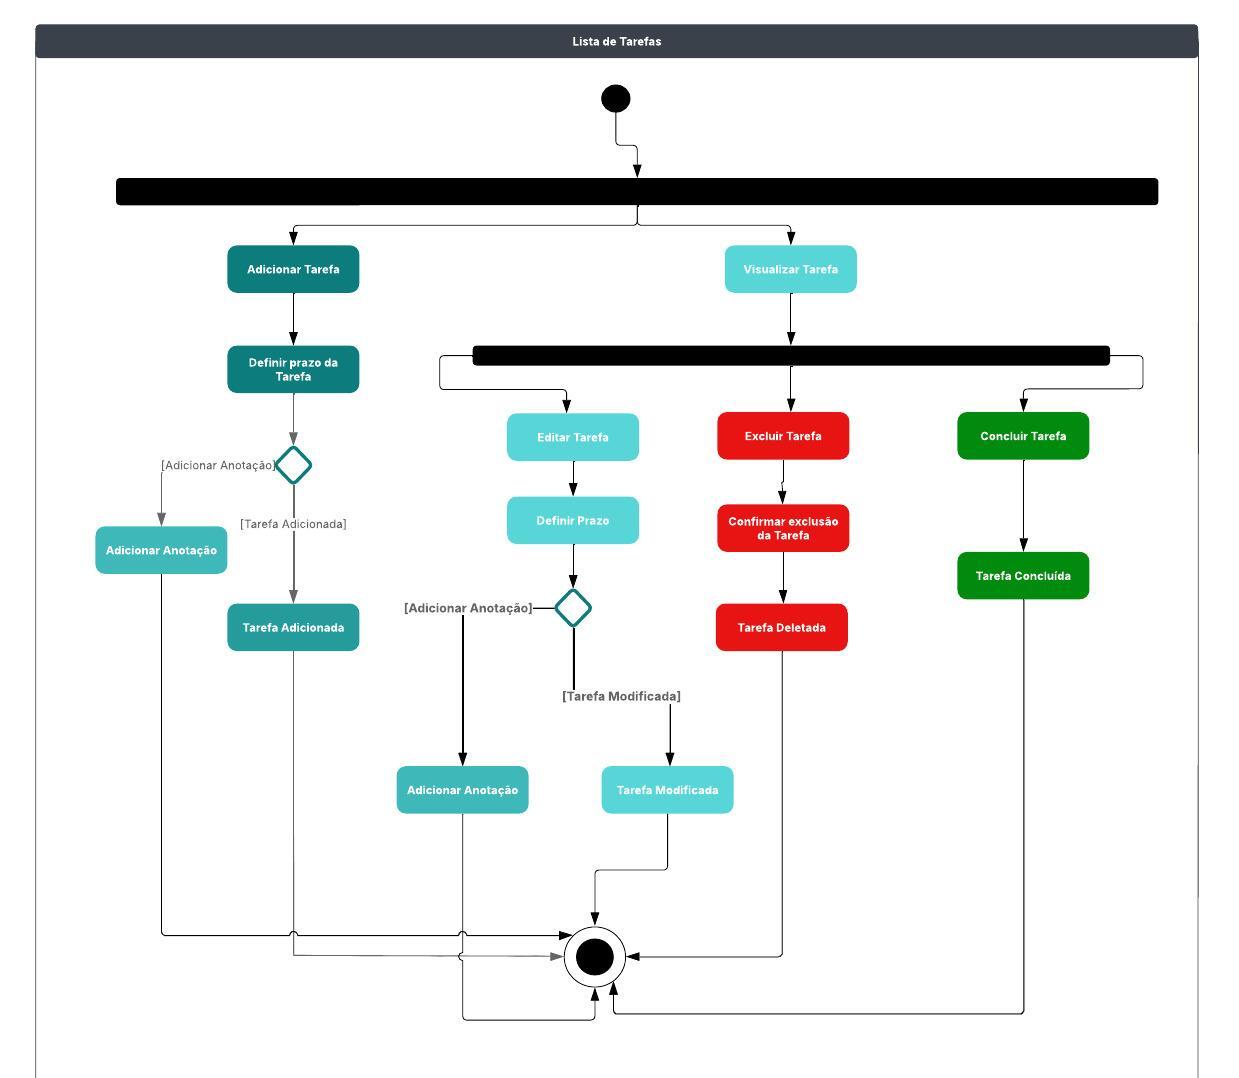 Lista de Tarefas
Adicionar Tarefa
Visualizar Tarefa
Definir prazo da
Tarefa
Editar Tarefa
Excluir Tarefa
Concluir Tarefa
[Adicionar Anotação]
[Tarefa Adicionada]
Definir Prazo
Confirmar exclusão
da Tarefa
Adicionar Anotação
Tarefa Concluída
[Adicionar Anotação]
Tarefa Adicionada
Tarefa Deletada
[Tarefa Modificada]
Adicionar Anotação
Tarefa Modificada